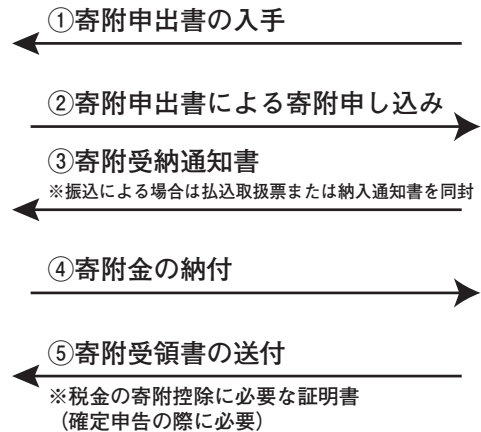 ①寄附申出書の入手
②寄附申出書による寄附申し込み
③寄附受納通知書
※振込による場合は払込取扱票または納入通知書を同封
④寄附金の納付
⑤寄附受領書の送付
※税金の寄附控除に必要な証明書
（確定申告の際に必要）